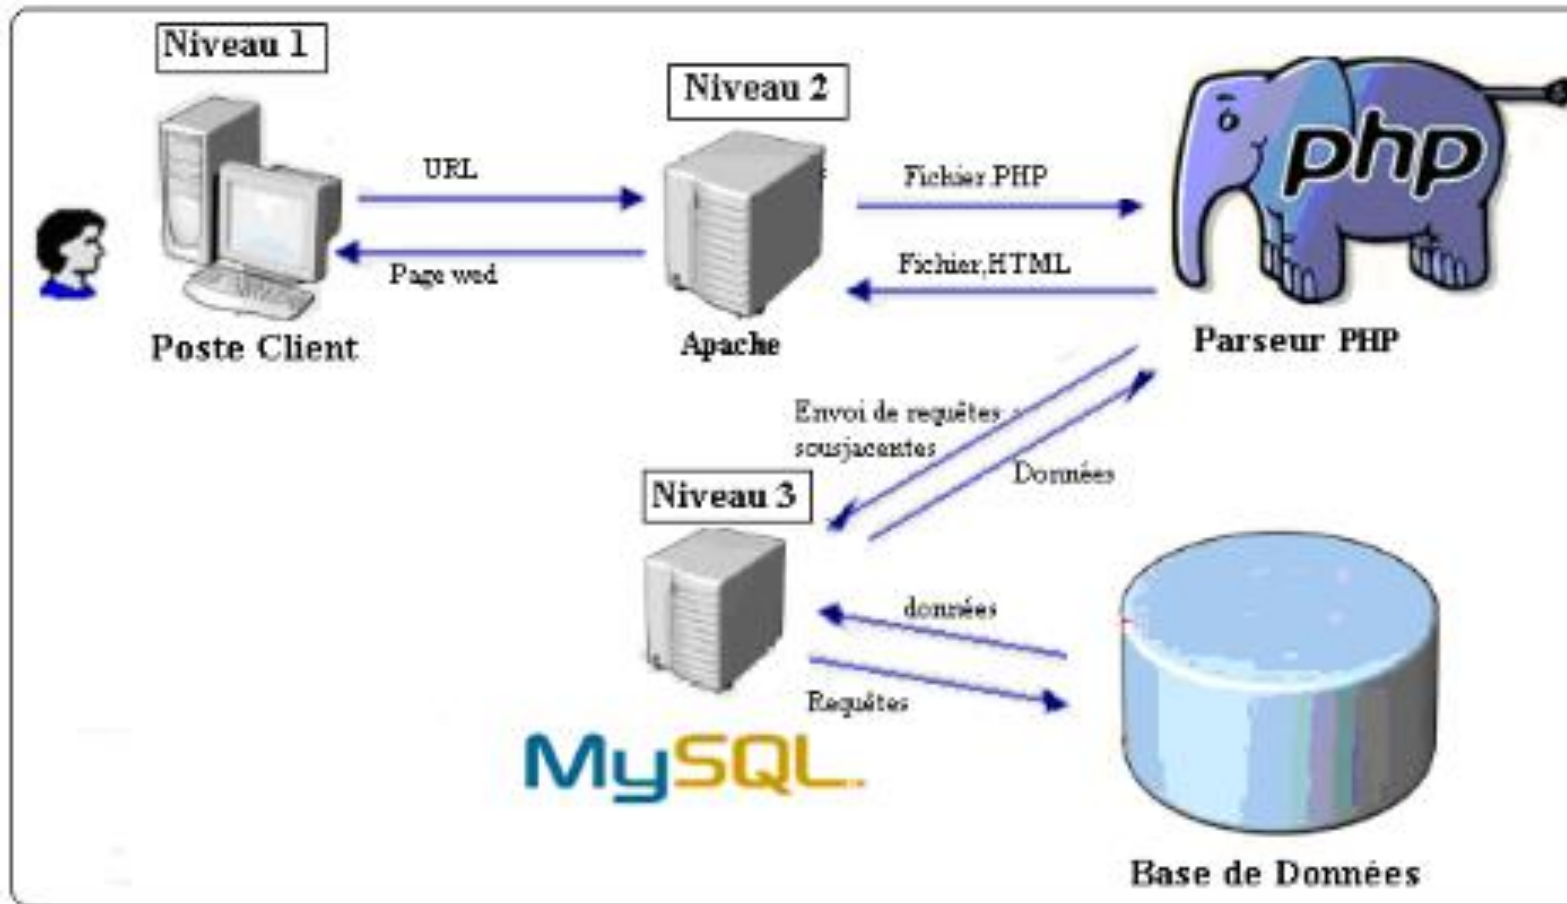 Niveau 1
Niveau 2
php
URL
Fichier.PHP
Page wed
Fichier,HTML
Poste Client
Apache
Parseur PHP
Envoi de requêtes
sousjacentes
Données
Niveau 3
données
Requêtes
MySQL
Base de Données